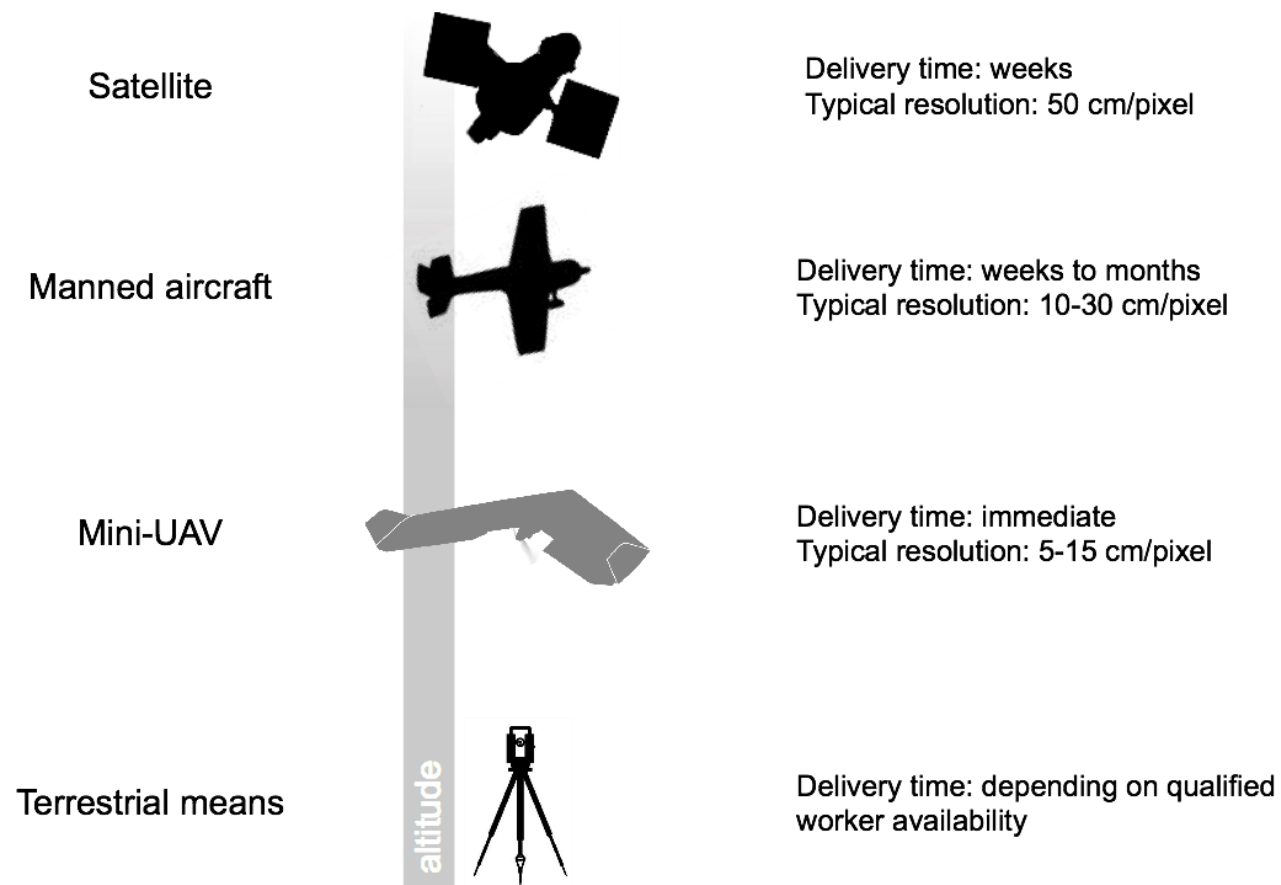 Satellite
Delivery time: weeks
Typical resolution: 50 cm/pixel
Manned aircraft
Delivery time: weeks to months
Typical resolution: 10-30 cm/pixel
Mini-UAV
Delivery time: immediate
Typical resolution: 5-15 cm/pixel
Terrestrial means
altitude
Delivery time: depending on qualified
worker availability